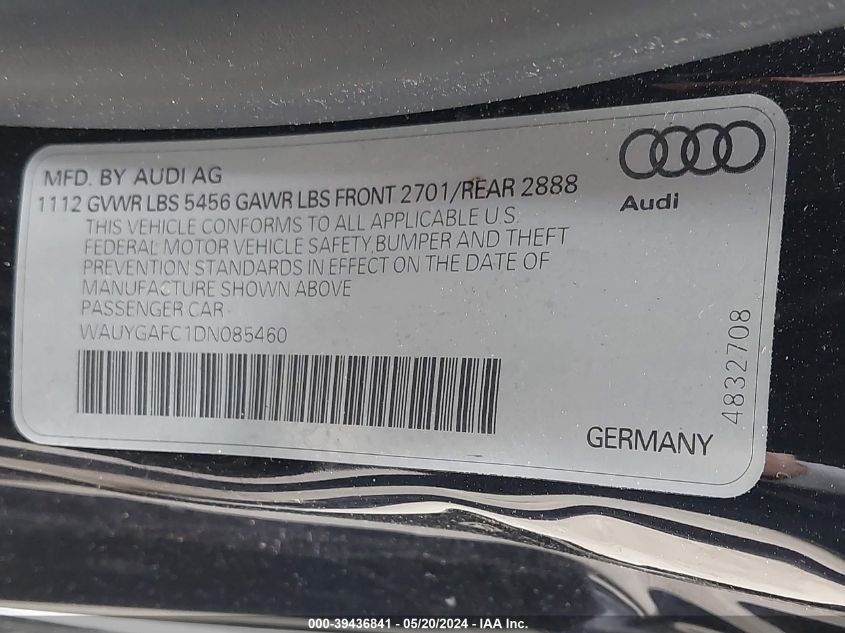 MFD. BY AUDI AG
1112 GVWR LBS 5456 GAWR LBS FRONT 2701/REAR 2888
THIS VEHICLE CONFORMS TO ALL APPLICABLE U.S.
FEDERAL MOTOR VEHICLE SAFETY,BUMPER AND THEFT
PREVENTION STANDARDS IN EFFECT ON THE DATE OF
MANUFACTURE SHOWN ABOVE
PASSENGER CAR
WAUYGAFC1DN085460
Audi
4832708
GERMANY
000-39436841 - 05/20/2024 - IAA Inc.